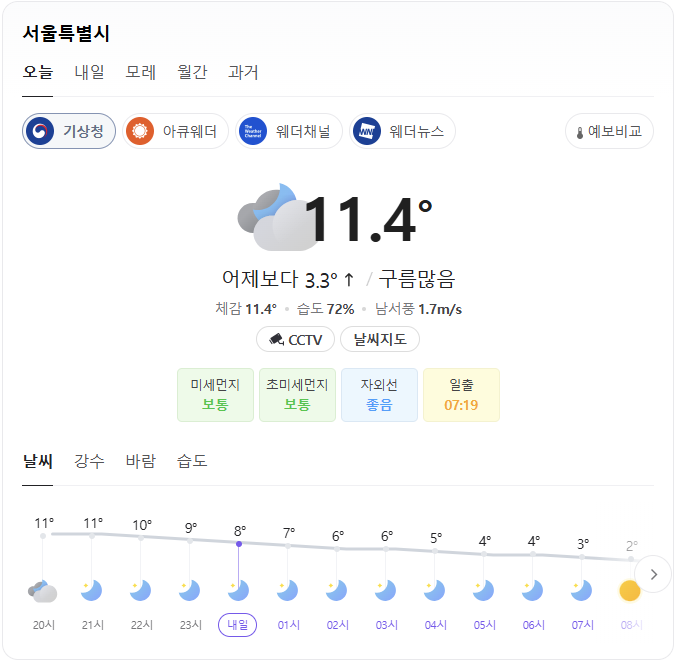 서울특별시
오늘 내일 모레 월간 과거
기상청 The Weather Channel 아큐웨더 웨더채널 WN 웨더뉴스 예보비교
11.4°
어제보다 3.3° ↑ / 구름많음
체감 11.4° 습도 72% 남서풍 1.7m/s
CCTV 날씨지도
미세먼지 초미세먼지 자외선 일출
보통 보통 좋음 07:19
날씨 강수 바람 습도
11° 11° 10° 9° 8° 7° 6° 6° 5° 4° 4° 3° 2°
20시 21시 22시 23시 내일 01시 02시 03시 04시 05시 06시 07시 08시